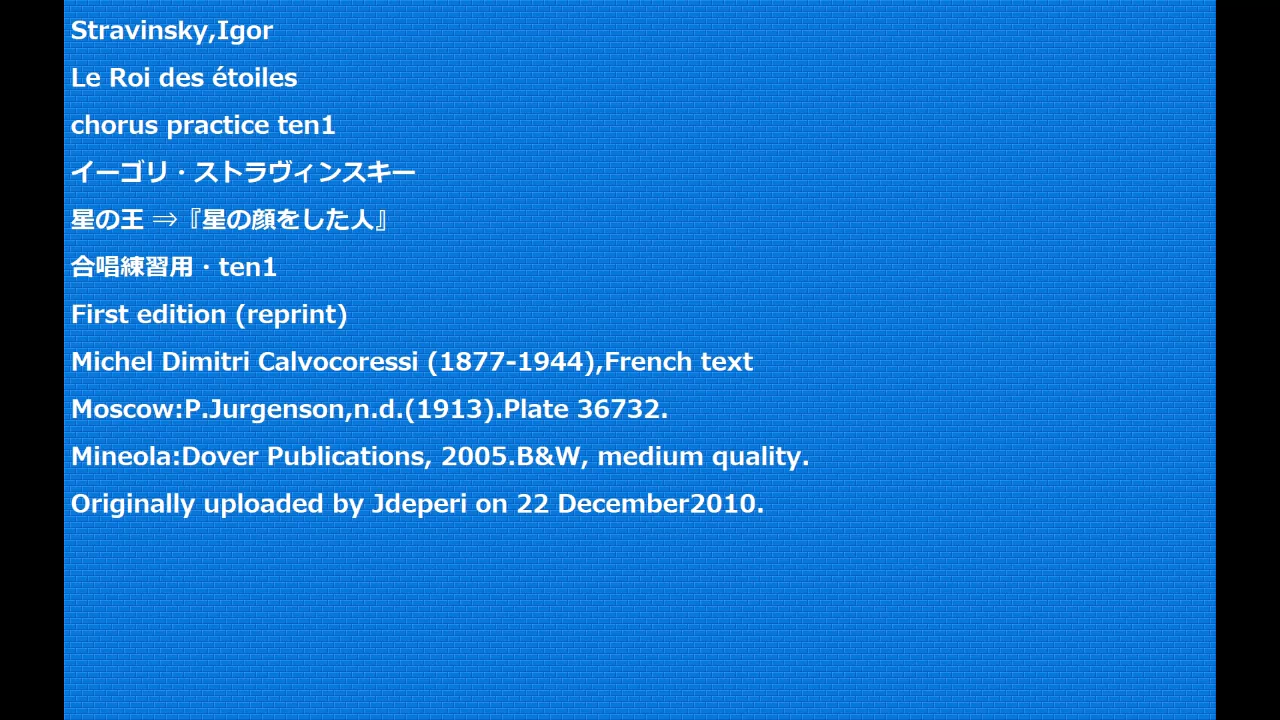 Stravinsky,Igor
Le Roi des étoiles
chorus practice ten1
イーゴリ・ストラヴィンスキー
星の王 ⇒『星の顔をした人』
合唱練習用・ten1
First edition (reprint)
Michel Dimitri Calvocoressi (1877-1944),French text
Moscow:P.Jurgenson,n.d.(1913).Plate 36732.
Mineola:Dover Publications, 2005.B&W, medium quality.
Originally uploaded by Jdeperi on 22 December2010.